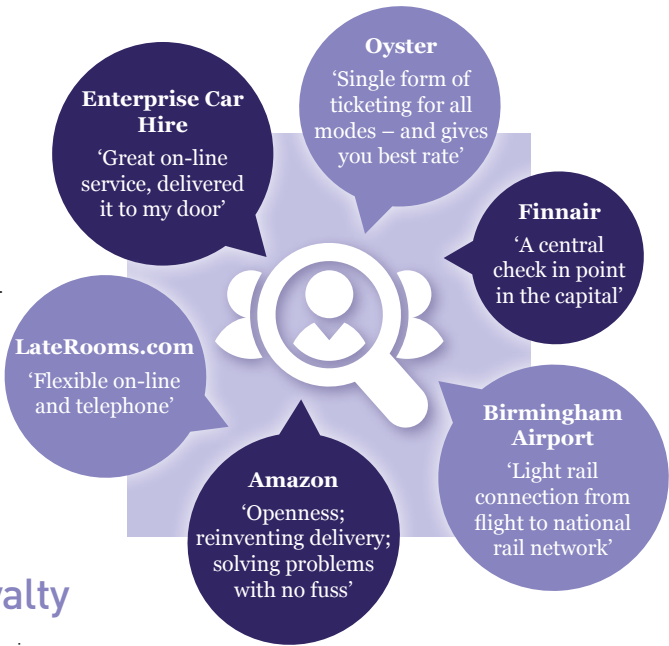 Oyster
‘Single form of
ticketing for all
modes – and gives
you best rate’
Enterprise Car
Hire
‘Great on-line
service, delivered
it to my door’
Finnair
‘A central
check in point
in the capital’
LateRooms.com
‘Flexible on-line
and telephone’
Birmingham
Airport
‘Light rail
connection from
flight to national
rail network’
Amazon
‘Openness;
reinventing delivery;
solving problems
with no fuss’